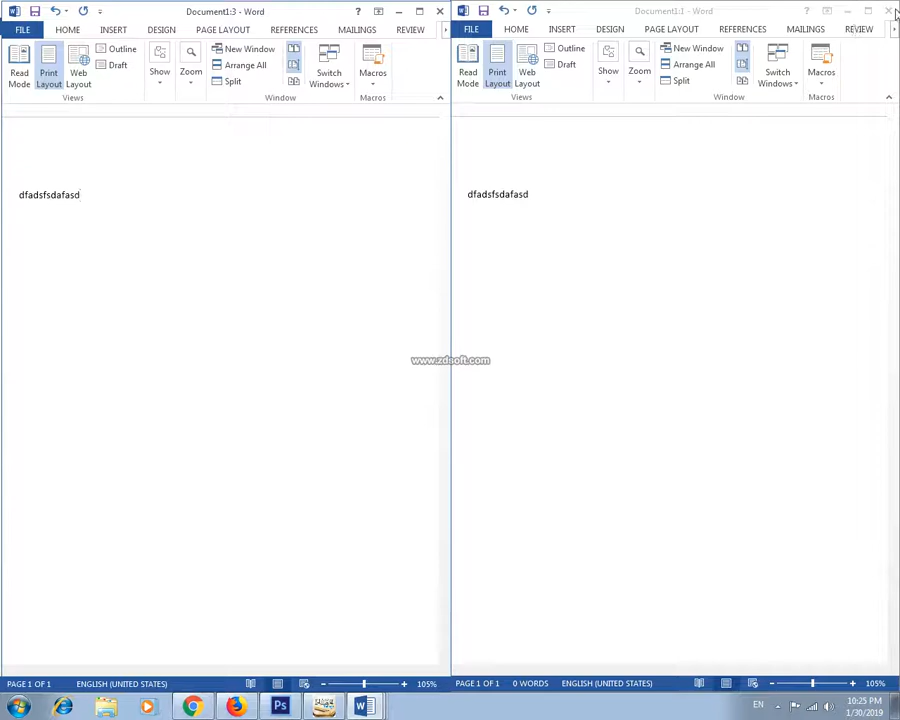 Document1:3 - Word
FILE HOME INSERT DESIGN PAGE LAYOUT REFERENCES MAILINGS REVIEW
Read Mode
Print Layout
Web Layout
Outline
Draft
Views
Show
Zoom
New Window
Arrange All
Split
Window
Switch Windows
Macros
Macros
dfadsfsdafasd
PAGE 1 OF 1 ENGLISH (UNITED STATES) 105%
Document1:1 - Word
FILE HOME INSERT DESIGN PAGE LAYOUT REFERENCES MAILINGS REVIEW
Read Mode
Print Layout
Web Layout
Outline
Draft
Views
Show
Zoom
New Window
Arrange All
Split
Window
Switch Windows
Macros
Macros
dfadsfsdafasd
PAGE 1 OF 1 0 WORDS ENGLISH (UNITED STATES) 105%
www.zdsoft.com
Ps
EN
10:25 PM
1/30/2019